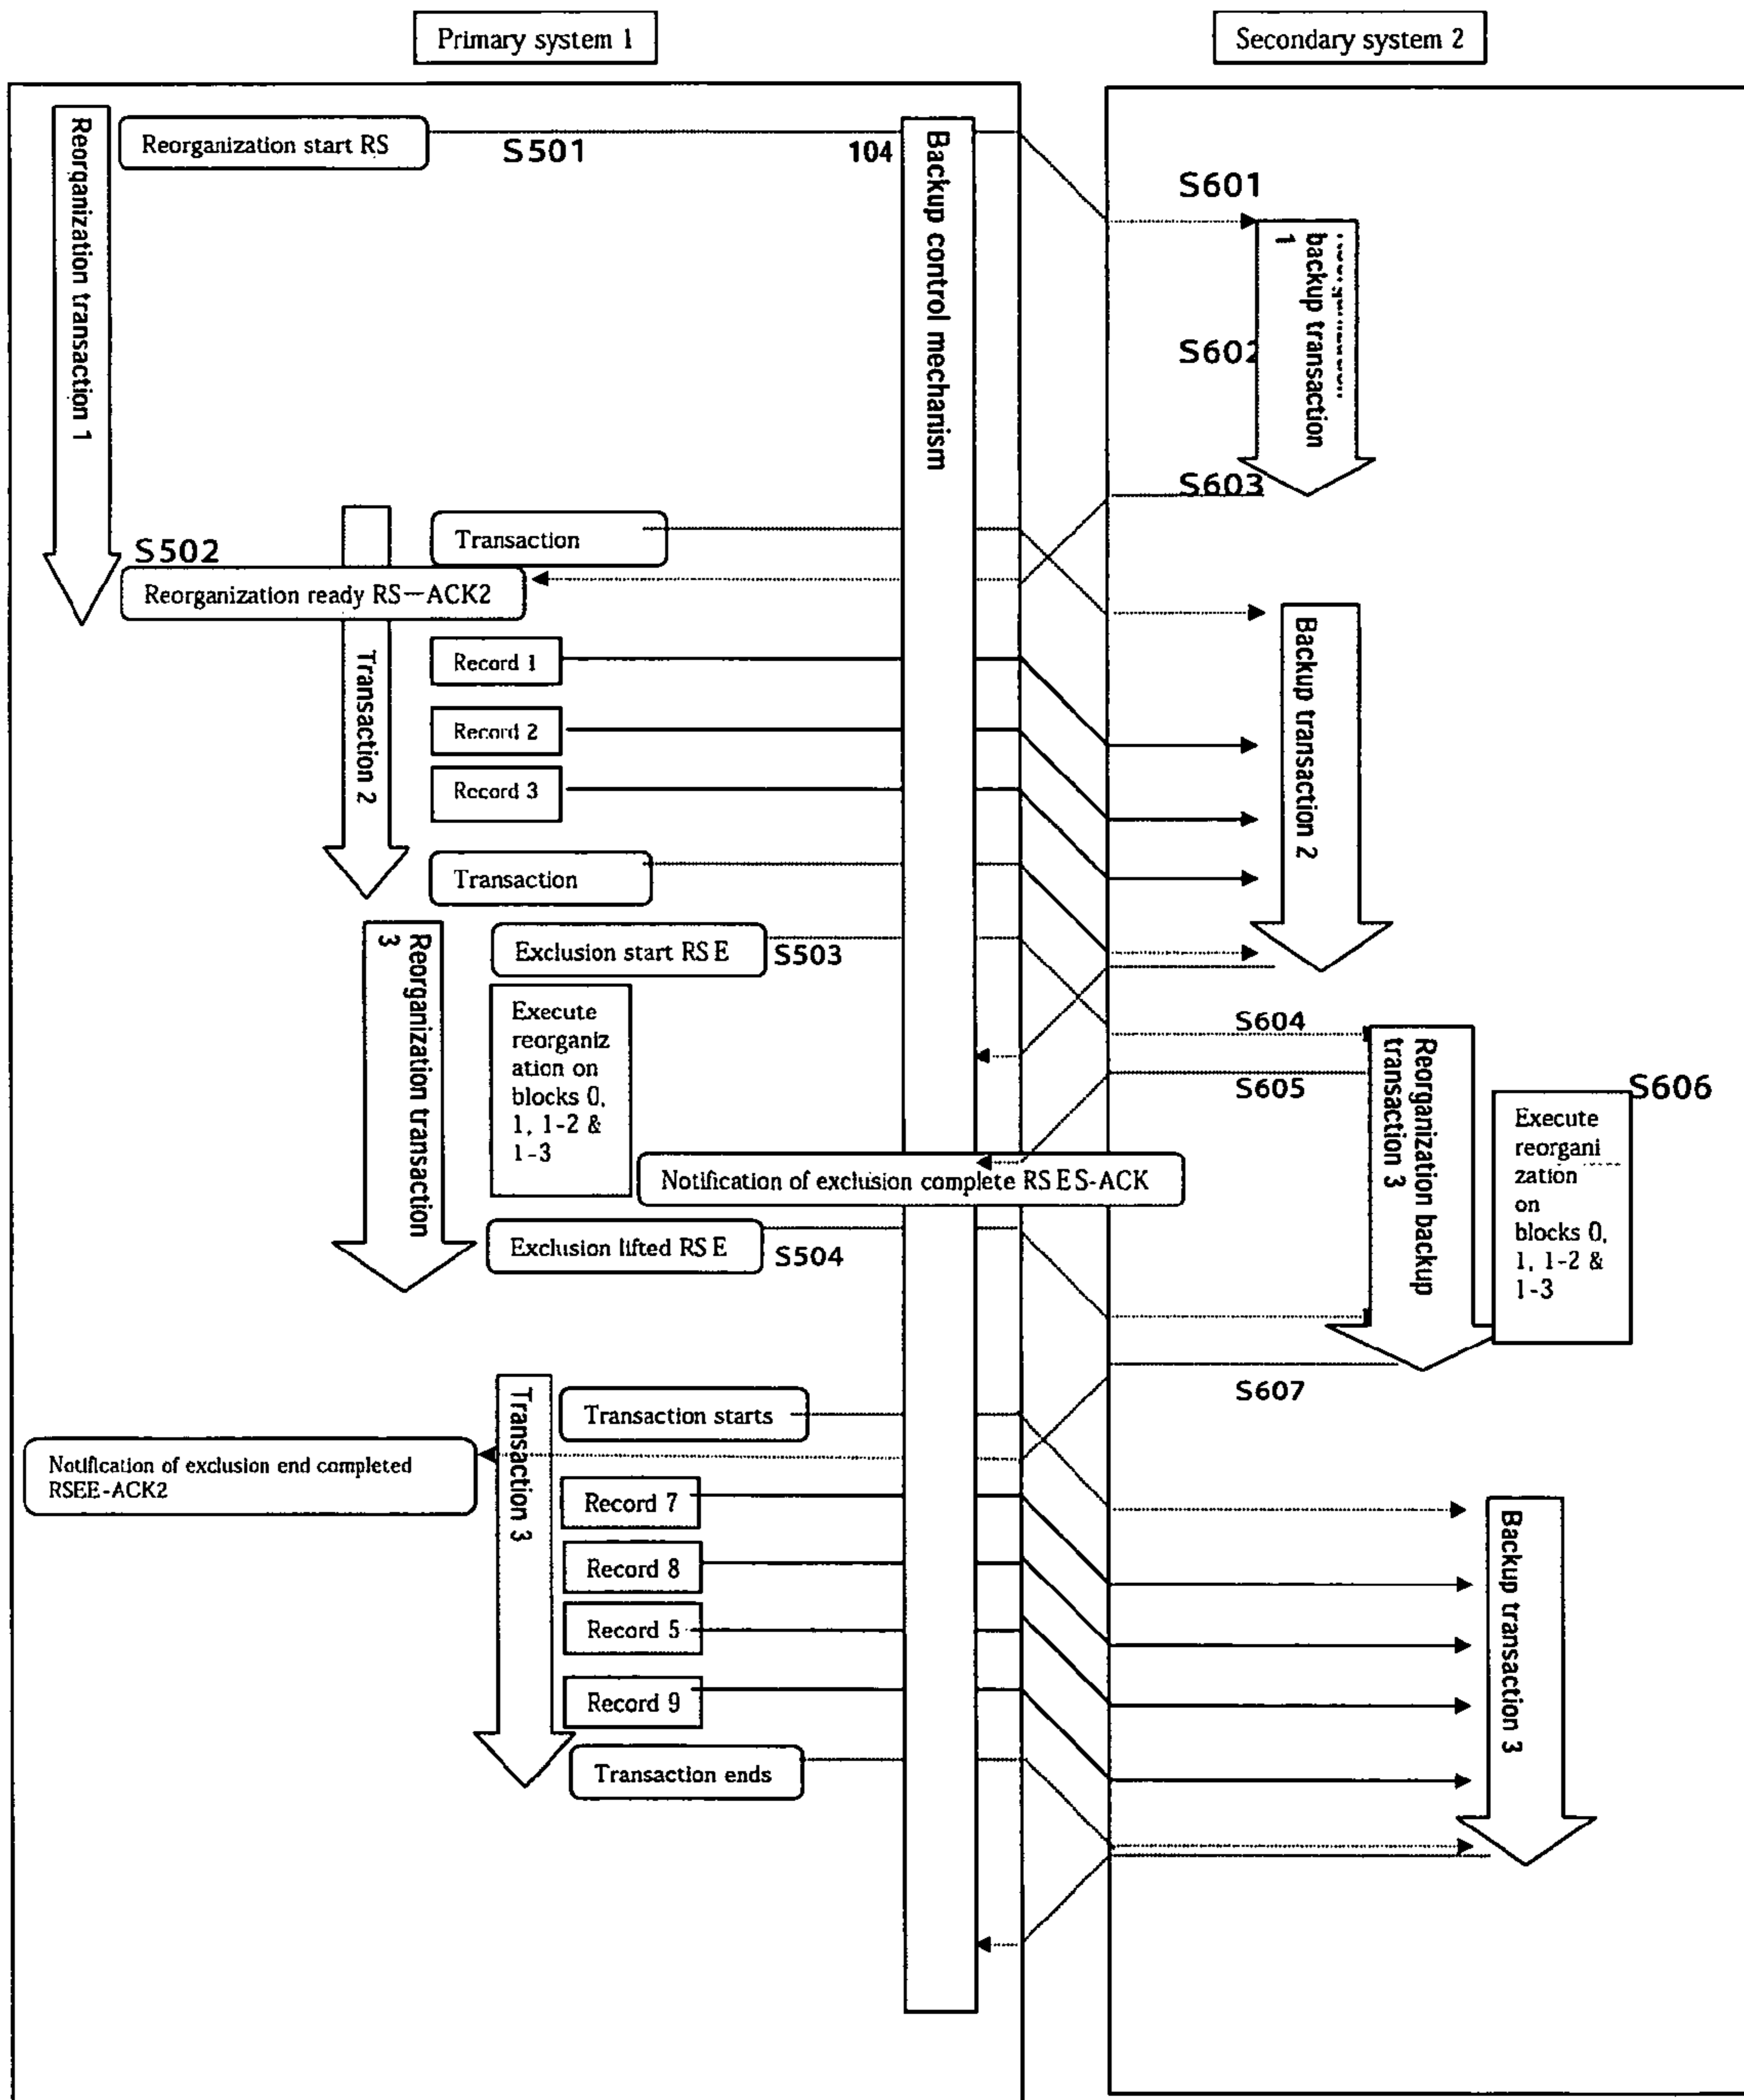 Primary system 1
Secondary system 2
Reorganization transaction 1
Reorganization start RS
S501
104
Backup control mechanism
S601
backup transaction
1
S602
S603
Transaction
S502
Reorganization ready RS—ACK2
Transaction 2
Record 1
Record 2
Record 3
Transaction
Backup transaction 2
Reorganization transaction
3
Exclusion start RSE
S503
Execute
reorganiz
ation on
blocks 0,
1, 1-2 &
1-3
S604
S605
Reorganization backup
transaction 3
S606
Execute
reorgani
zation
on
blocks 0,
1, 1-2 &
1-3
Notification of exclusion complete RSES-ACK
Exclusion lifted RSE
S504
S607
Transaction 3
Transaction starts
Notification of exclusion end completed
RSEE-ACK2
Record 7
Record 8
Record 5
Record 9
Transaction ends
Backup transaction 3